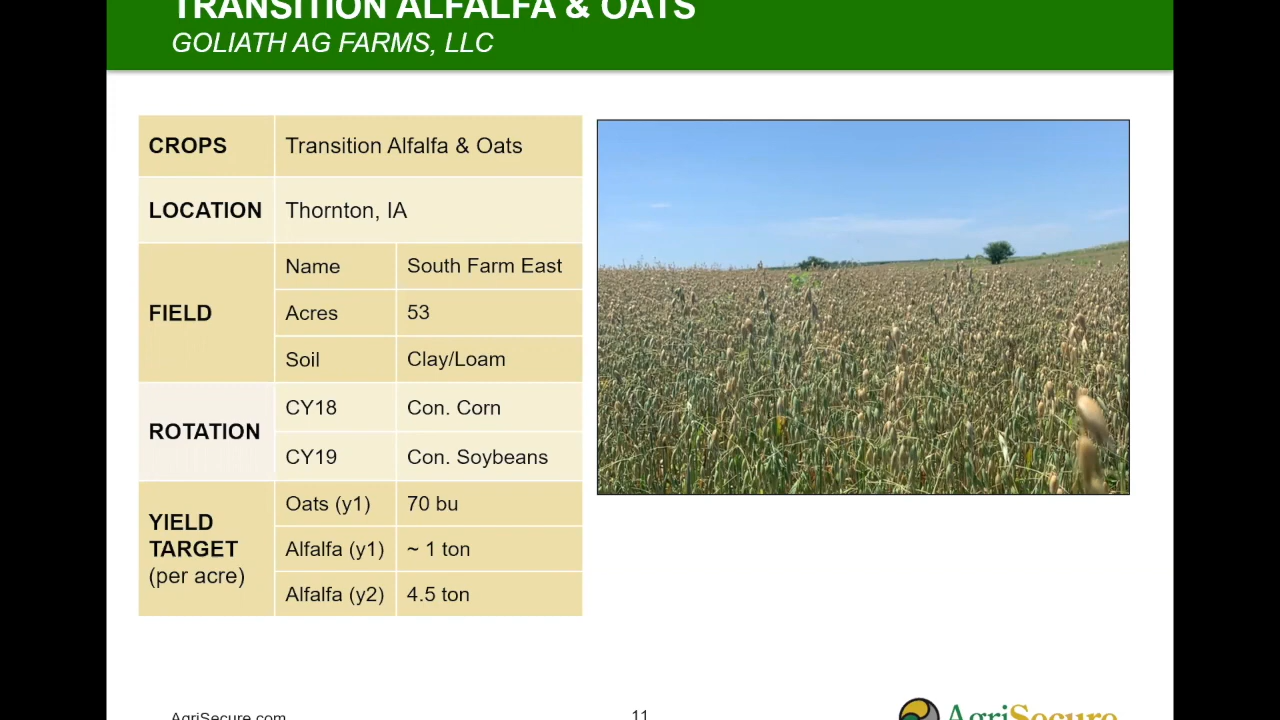 TRANSITION ALFALFA & OATS
GOLIATH AG FARMS, LLC
CROPS Transition Alfalfa & Oats
LOCATION Thornton, IA
FIELD
Name South Farm East
Acres 53
Soil Clay/Loam
ROTATION
CY18 Con. Corn
CY19 Con. Soybeans
YIELD
TARGET
(per acre)
Oats (y1) 70 bu
Alfalfa (y1) ~ 1 ton
Alfalfa (y2) 4.5 ton
AgriSecure.com
11
AgriSecure